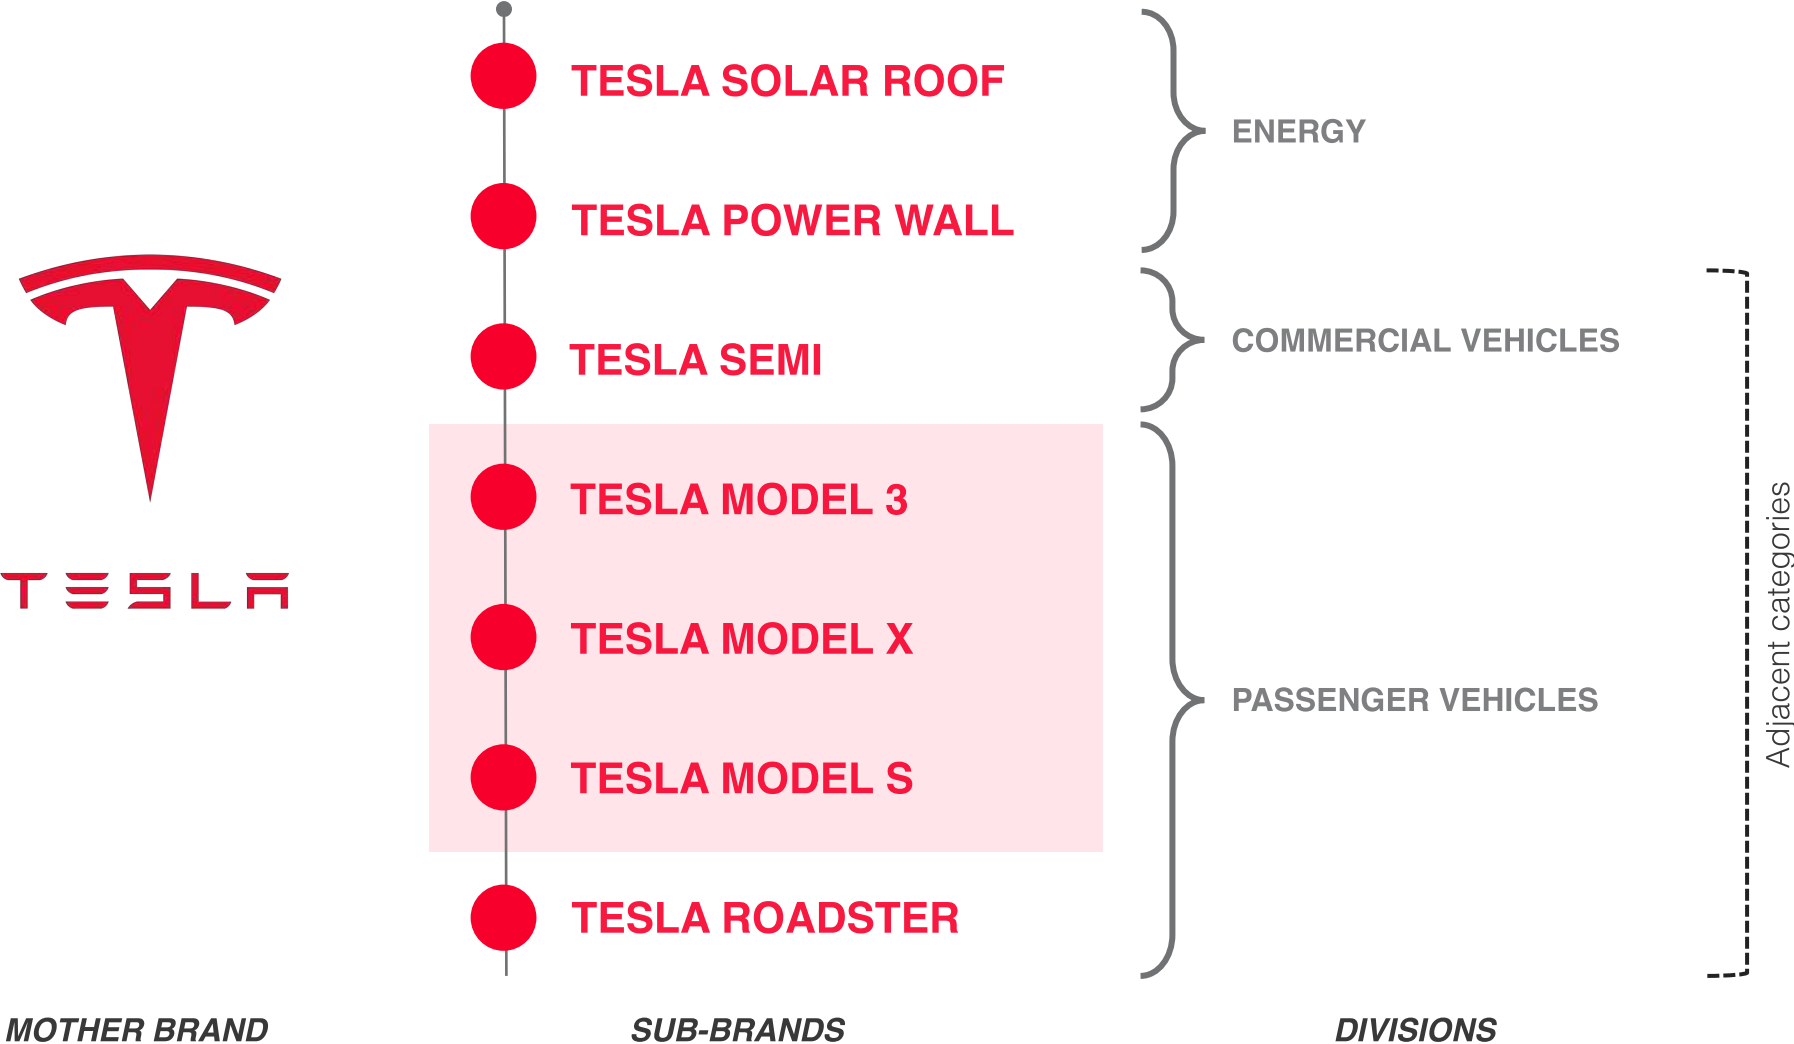 TESLA SOLAR ROOF
ENERGY
TESLA POWER WALL
TESLA SEMI
COMMERCIAL VEHICLES
TESLA MODEL 3
TESLA
TESLA MODEL X
PASSENGER VEHICLES
TESLA MODEL S
TESLA ROADSTER
Adjacent categories
MOTHER BRAND
SUB-BRANDS
DIVISIONS